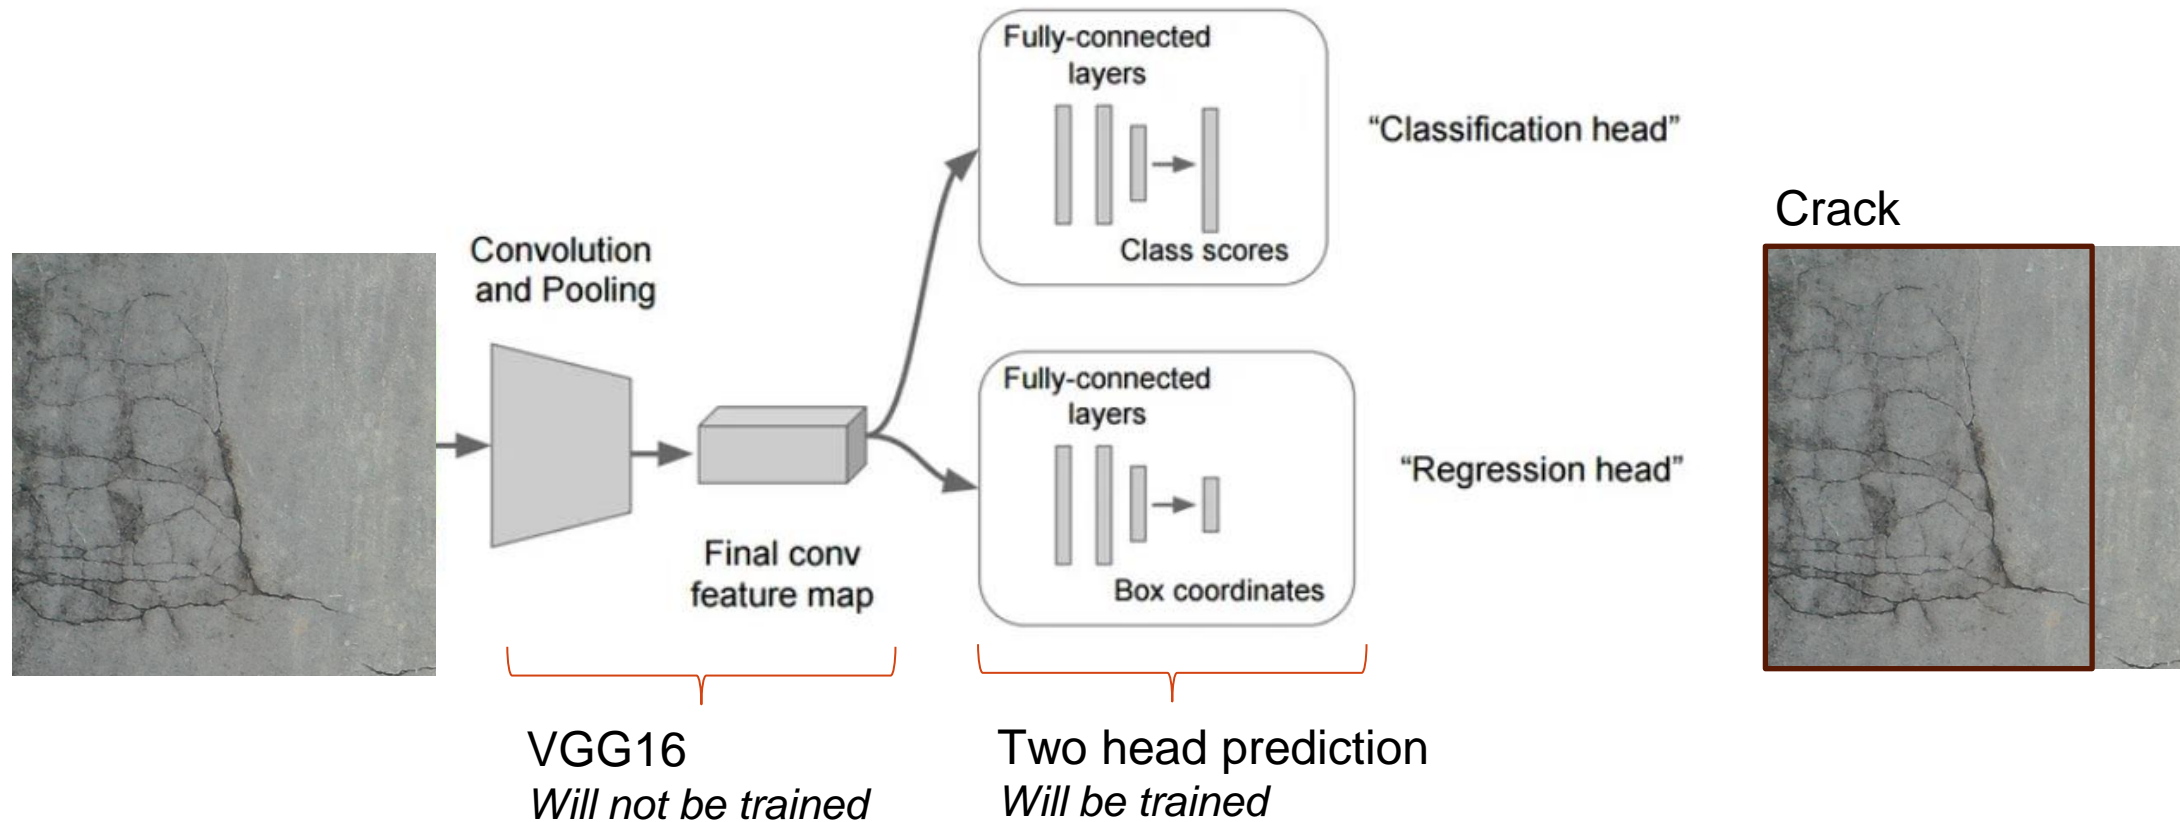 Convolution
and Pooling
Final conv
feature map
Fully-connected
layers
Class scores
“Classification head”
Fully-connected
layers
Box coordinates
“Regression head”
Crack
VGG16
Will not be trained
Two head prediction
Will be trained